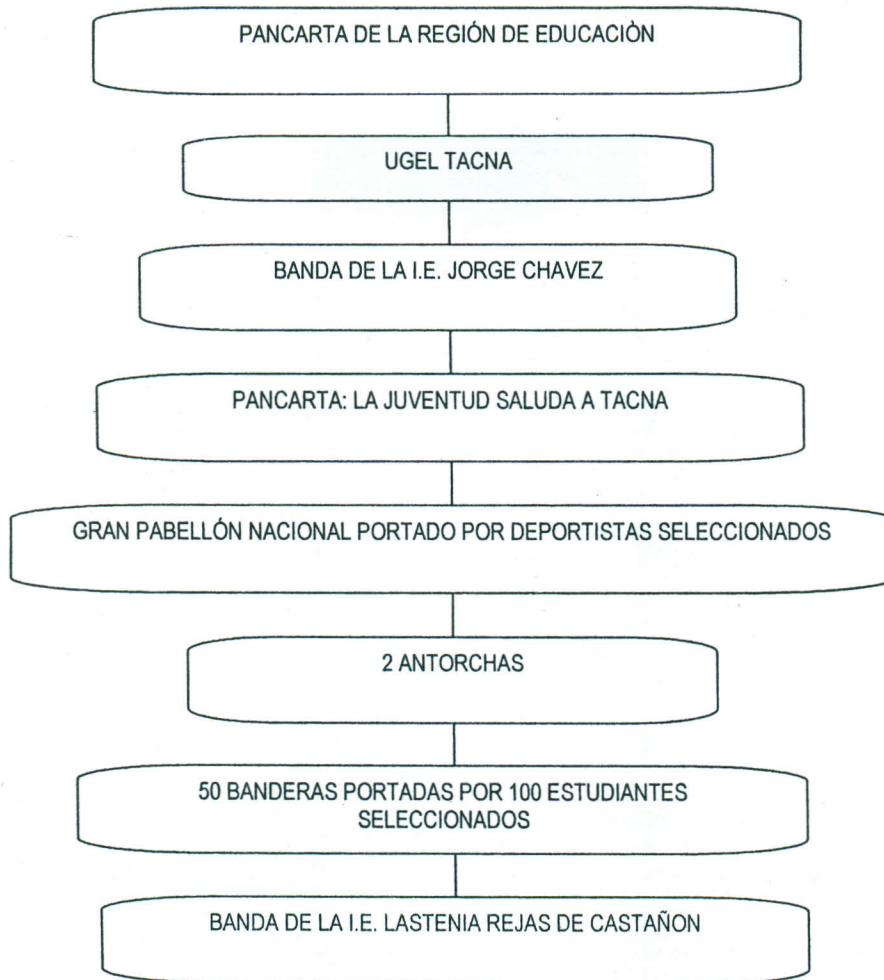 PANCARTA DE LA REGIÓN DE EDUCACIÒN
UGEL TACNA
BANDA DE LA I.E. JORGE CHAVEZ
PANCARTA: LA JUVENTUD SALUDA A TACNA
GRAN PABELLÓN NACIONAL PORTADO POR DEPORTISTAS SELECCIONADOS
2 ANTORCHAS
50 BANDERAS PORTADAS POR 100 ESTUDIANTES
SELECCIONADOS
BANDA DE LA I.E. LASTENIA REJAS DE CASTAÑON